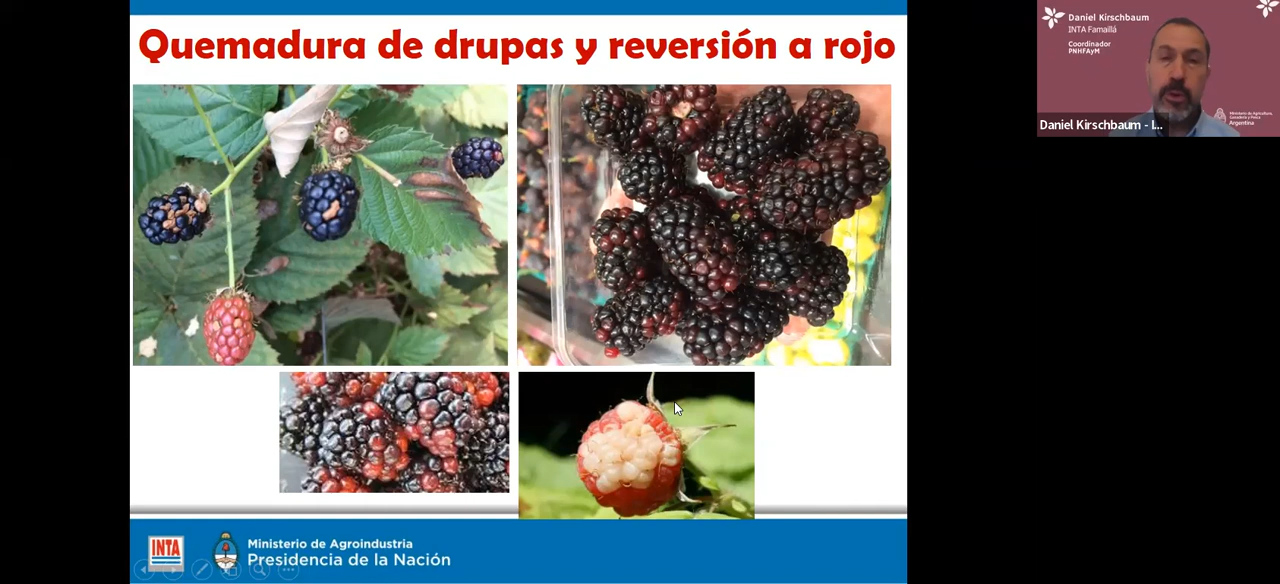 Quemadura de drupas y reversión a rojo
Daniel Kirschbaum
INTA Famaillá
Coordinador
PNHFAyM
Daniel Kirschbaum - I...
INTA
Ministerio de Agroindustria
Presidencia de la Nación
Argentina